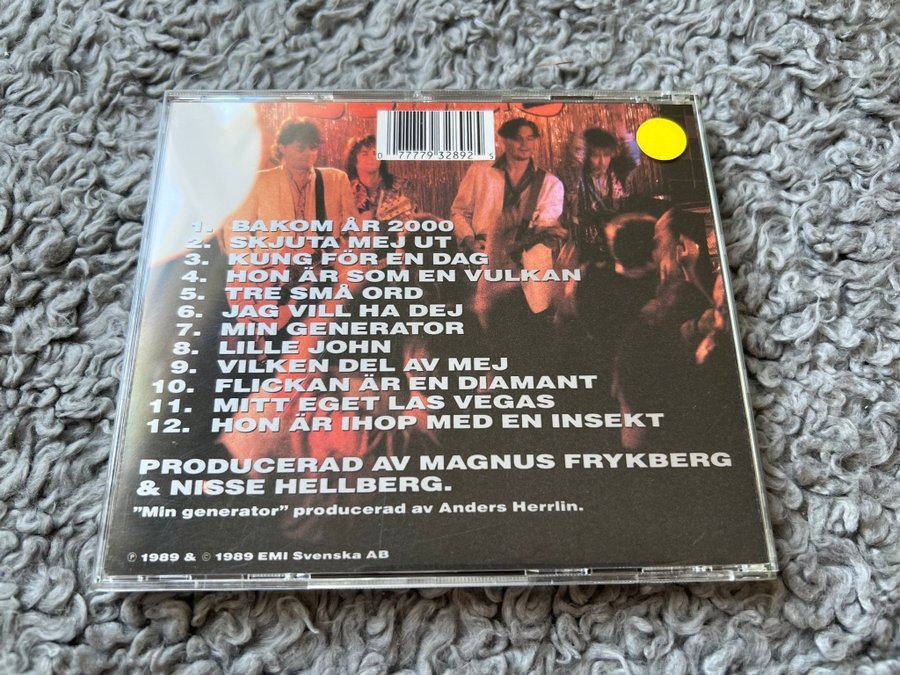 0 77779 32892 5
1. BAKOM ÅR 2000
2. SKJUTA MEJ UT
3. KUNG FÖR EN DAG
4. HON ÄR SOM EN VULKAN
5. TRE SMÅ ORD
6. JAG VILL HA DEJ
7. MIN GENERATOR
8. LILLE JOHN
9. VILKEN DEL AV MEJ
10. FLICKAN ÄR EN DIAMANT
11. MITT EGET LAS VEGAS
12. HON ÄR IHOP MED EN INSEKT
PRODUCERAD AV MAGNUS FRYKBERG
& NISSE HELLBERG.
"Min generator" producerad av Anders Herrlin.
℗ 1989 & © 1989 EMI Svenska AB